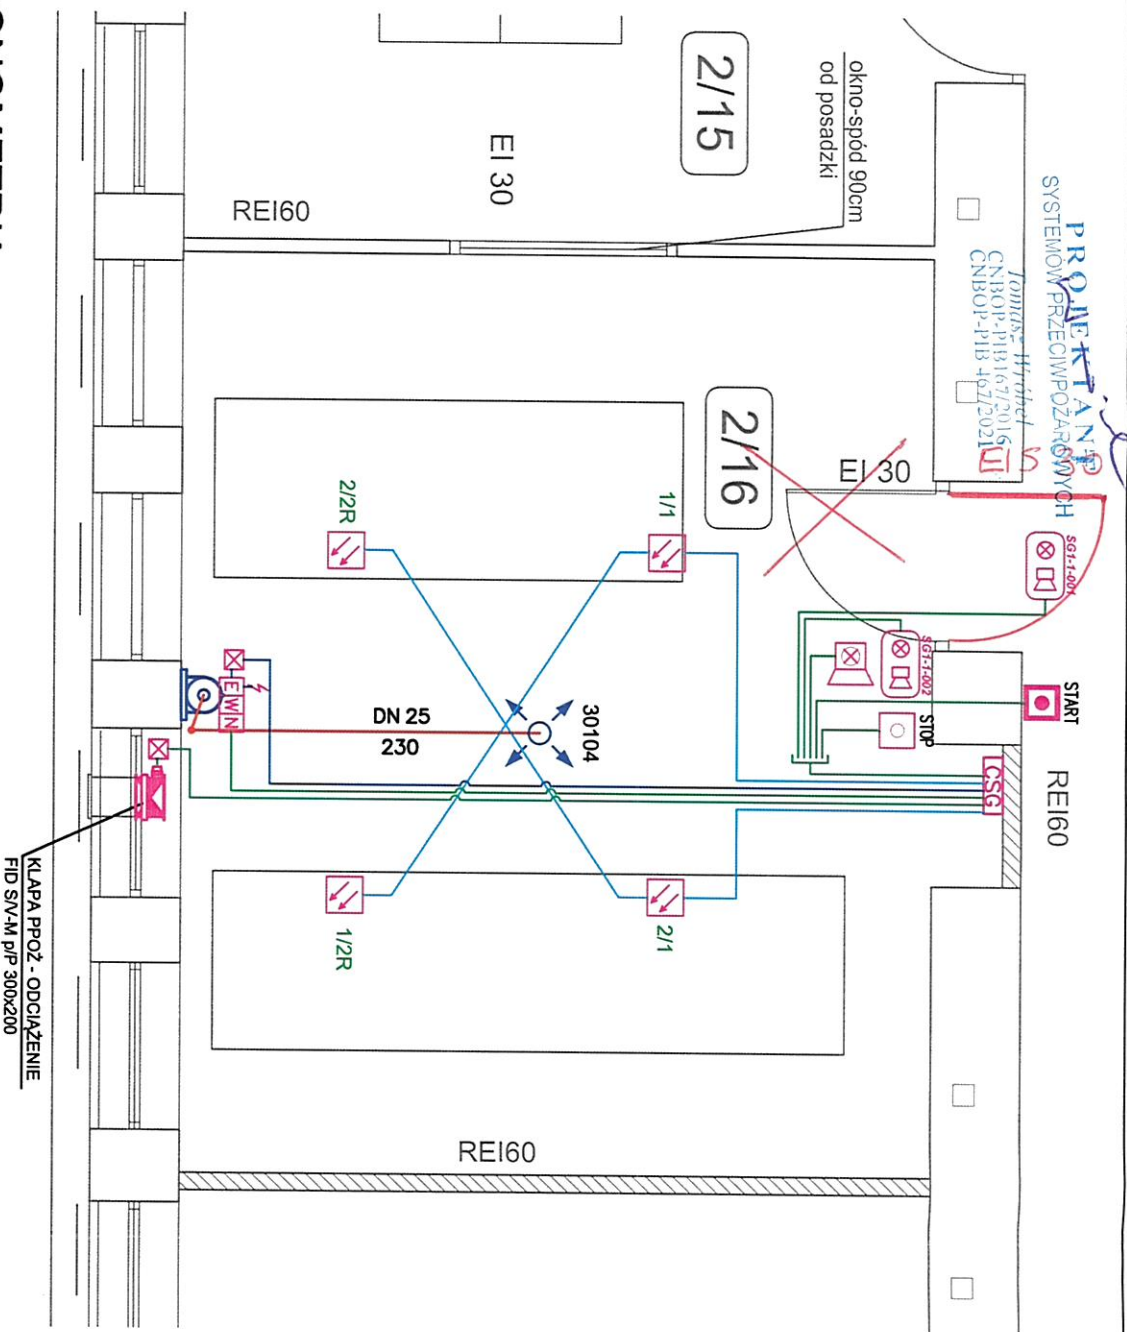 PROJEKTANT
SYSTEMÓW PRZECIWPOŻAROWYCH
Tomasz Wróbel
CNBOP-PIB 167/2016
CNBOP-PIB 467/2021
okno-spód 90cm
od posadzki
2/15
EI 30
REI60
2/16
EI 30
SG1-1-001
SG1-1-002
START
STOP
REI60
CSG
1/1
2/2R
30104
DN 25
230
E
W
N
2/1
1/2R
REI60
KLAPA PPOŻ - ODCIĄŻENIE
FID S/V-M p/P 300x200